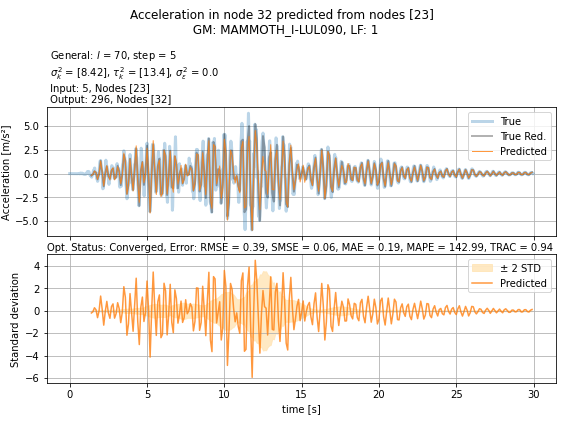 Acceleration in node 32 predicted from nodes [23]
GM: MAMMOTH_I-LUL090, LF: 1
General: l = 70, step = 5
σ²ₖ = [8.42], τ²ₖ = [13.4], σ²ε = 0.0
Input: 5, Nodes [23]
Output: 296, Nodes [32]
True
True Red.
Predicted
Acceleration [m/s²]
5.0
2.5
0.0
−2.5
−5.0
Opt. Status: Converged, Error: RMSE = 0.39, SMSE = 0.06, MAE = 0.19, MAPE = 142.99, TRAC = 0.94
± 2 STD
Predicted
Standard deviation
4
2
0
−2
−4
−6
0 5 10 15 20 25 30
time [s]